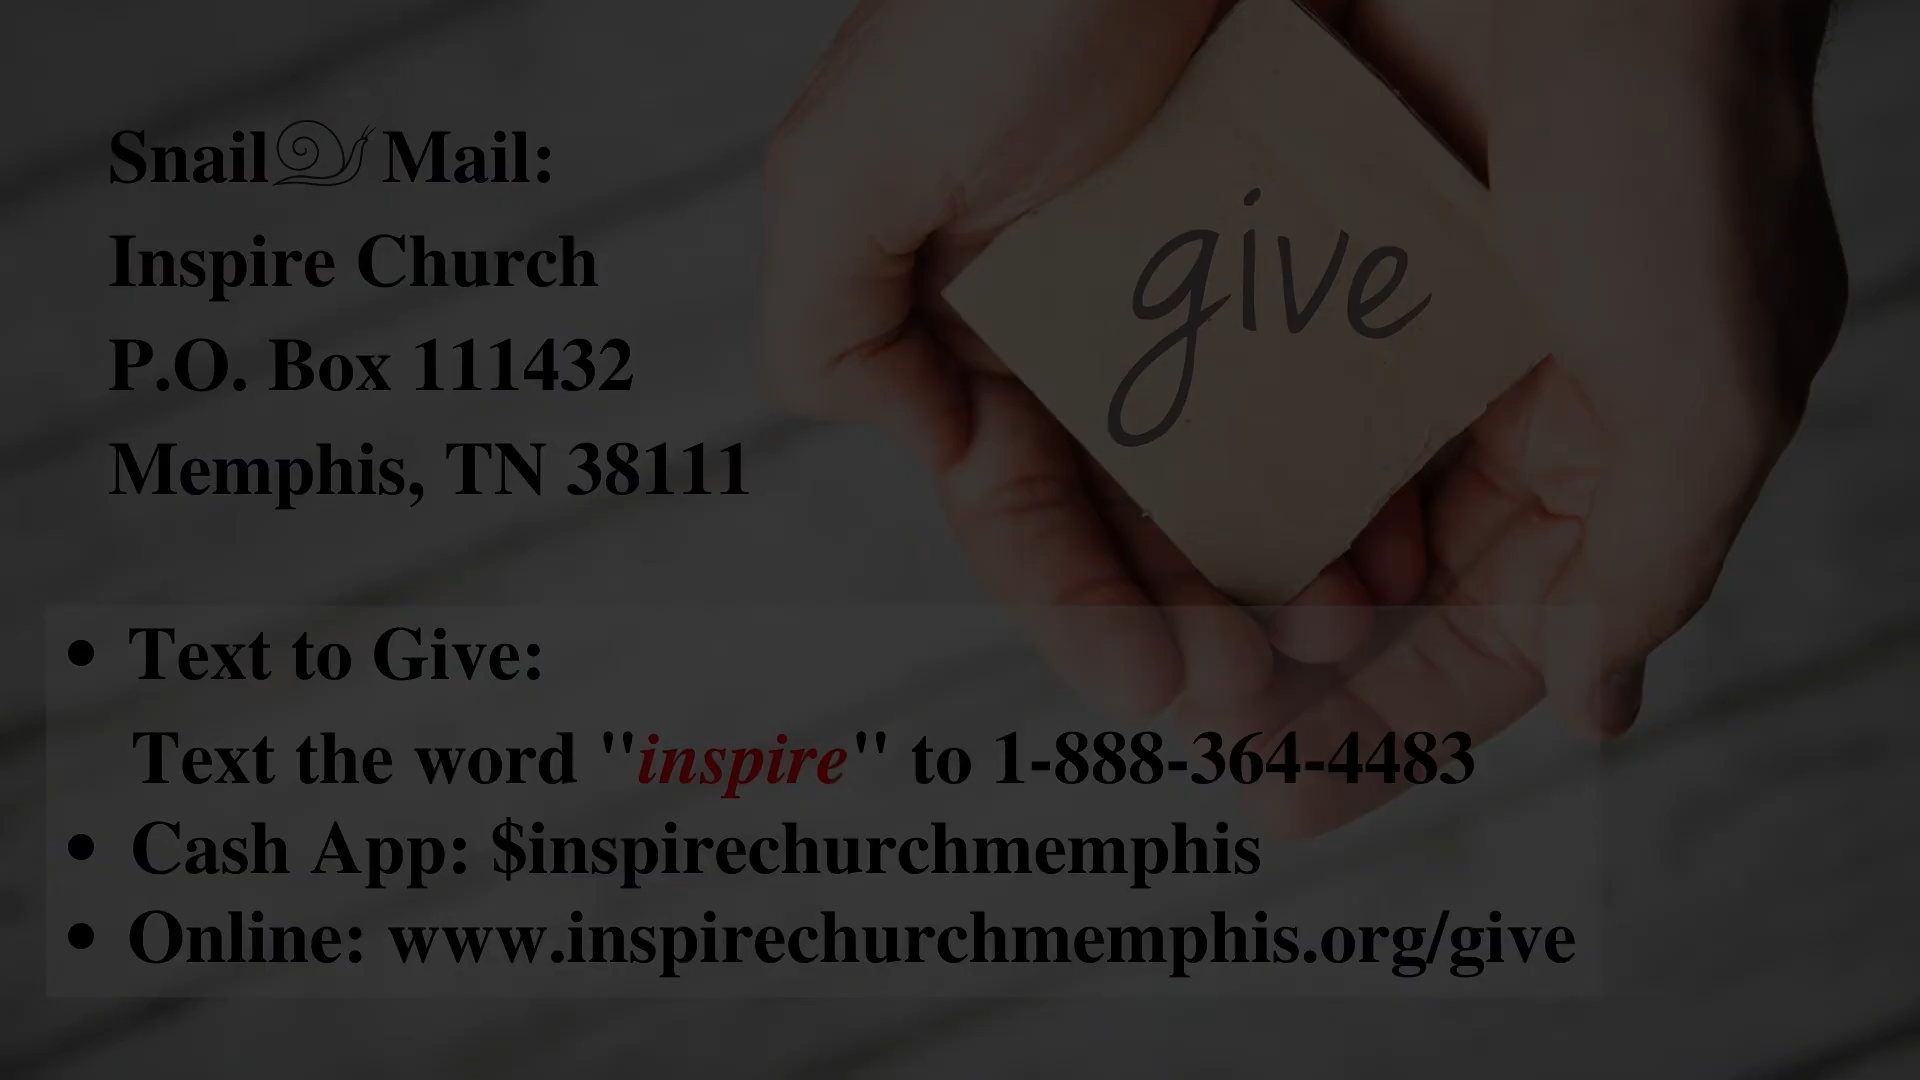 Snail Mail:
Inspire Church
P.O. Box 111432
Memphis, TN 38111
give
• Text to Give:
Text the word "inspire" to 1-888-364-4483
• Cash App: $inspirechurchmemphis
• Online: www.inspirechurchmemphis.org/give